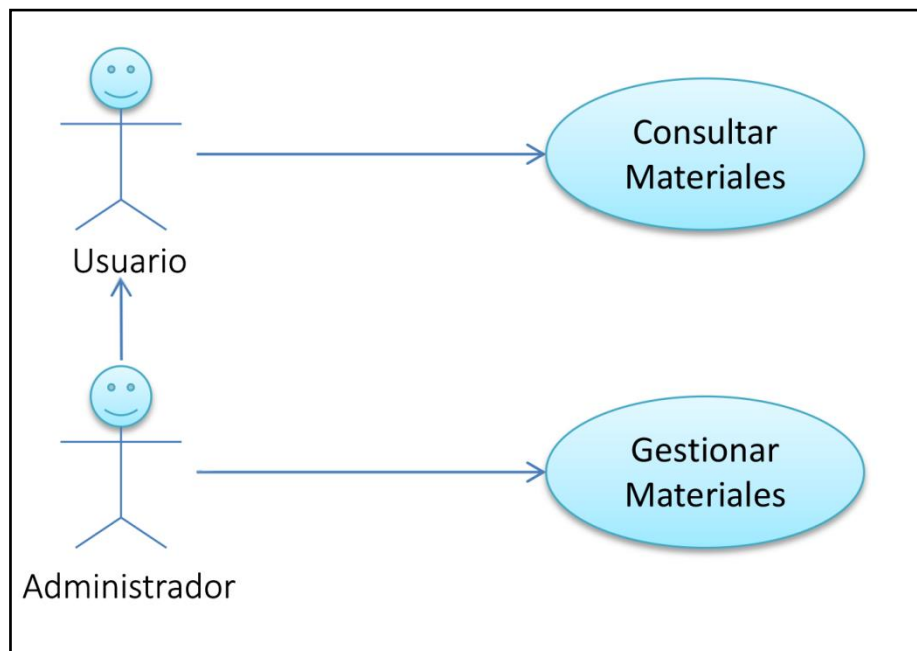 Consultar
Materiales
Usuario
Gestionar
Materiales
Administrador